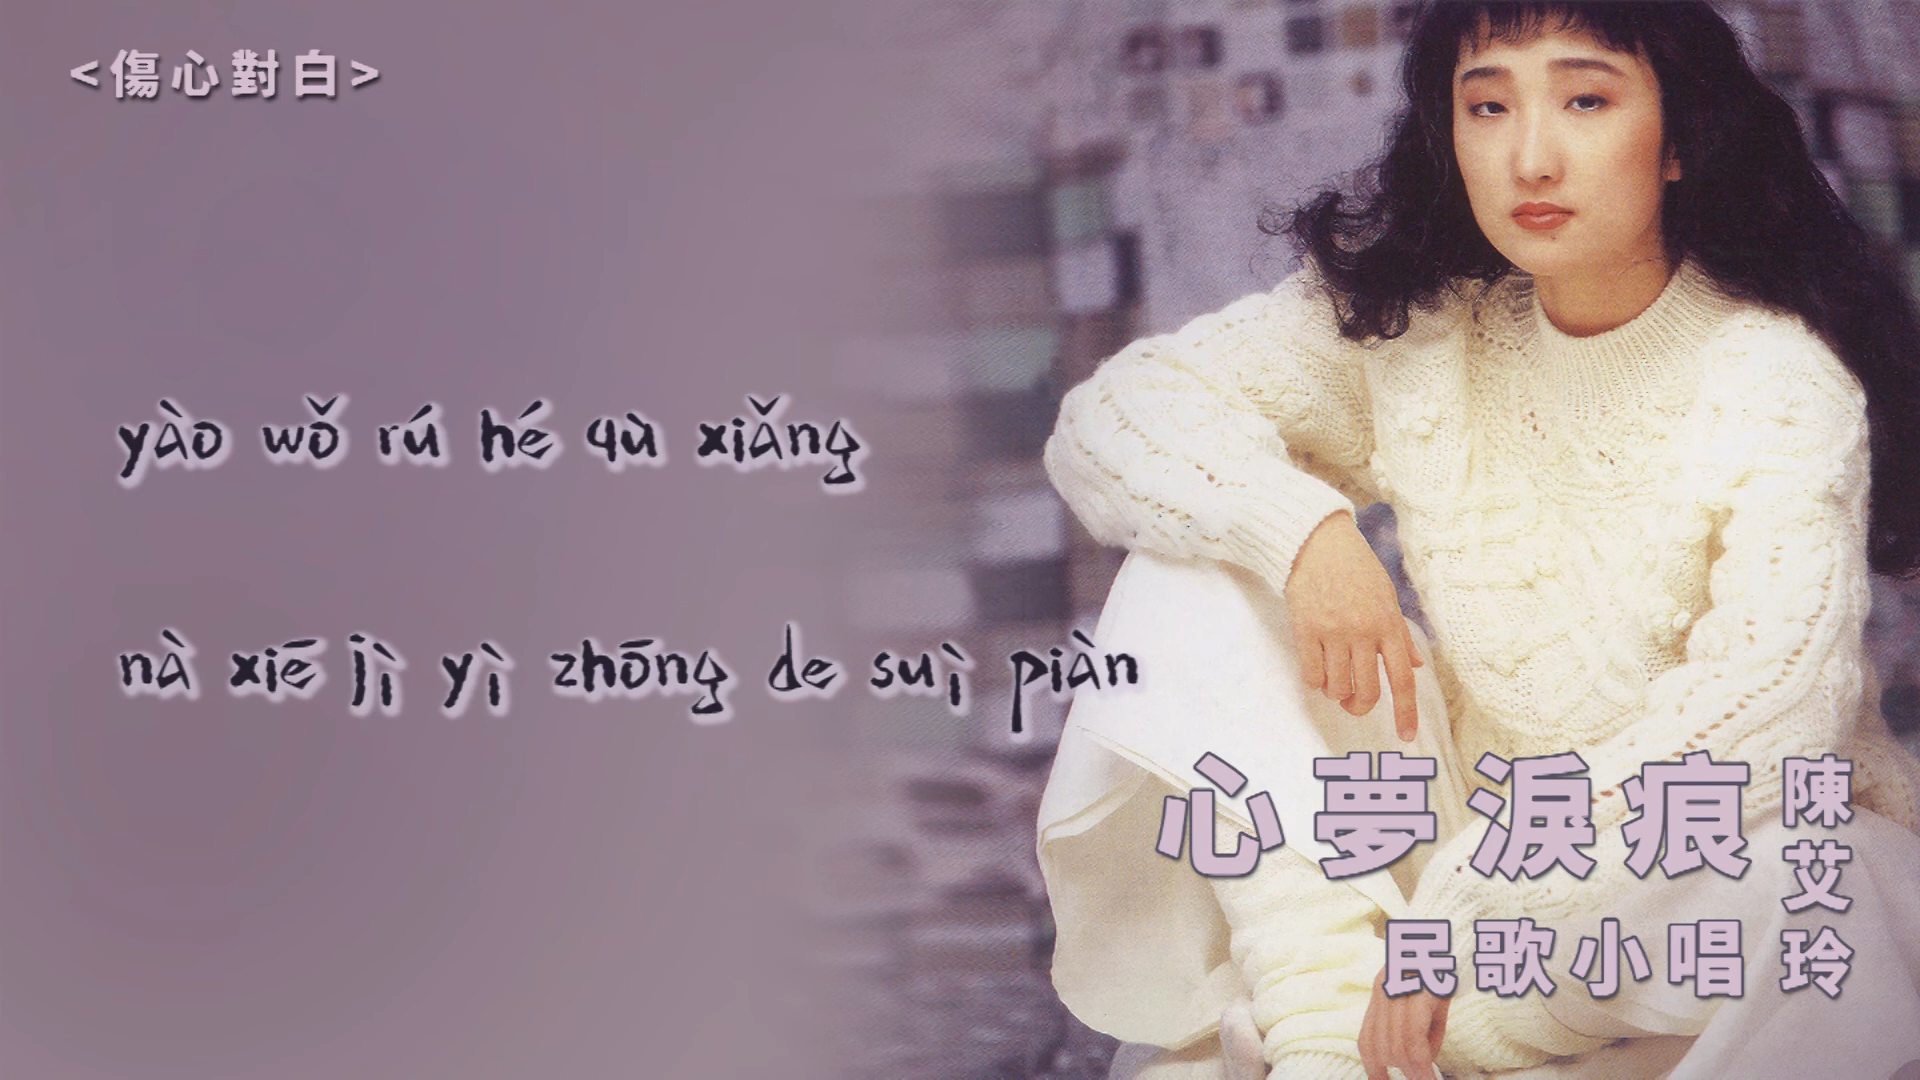 <傷心對白>
yào wǒ rú hé qù xiǎng
nà xiē jì yì zhōng de suì piàn
心夢淚痕
民歌小唱
陳艾玲